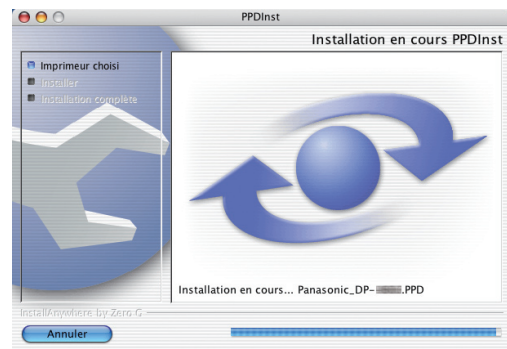 PPDInst
Installation en cours PPDInst
Imprimeur choisi
Installer
Installation complète
Installation en cours... Panasonic_DP- .PPD
InstallAnywhere by Zero G
Annuler